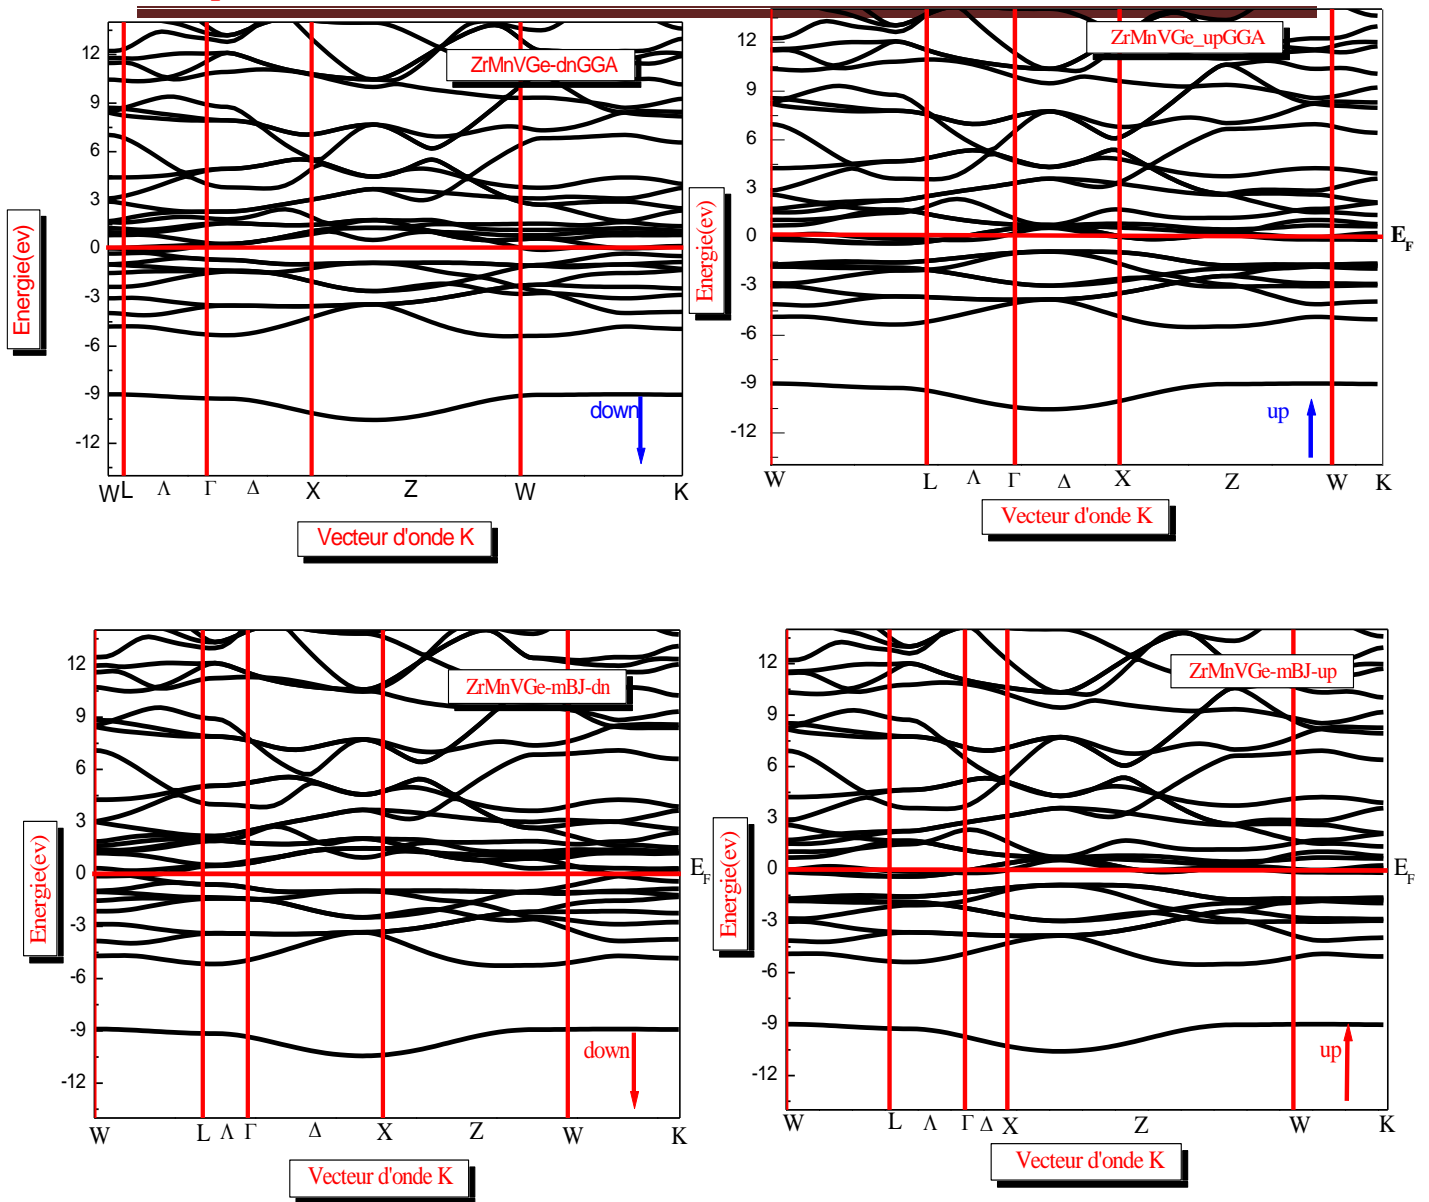 12
9
6
3
0
-3
-6
-9
-12
Energie(ev)
ZrMnVGe-dnGGA
down
W L Λ Γ Δ X Z W K
Vecteur d'onde K
12
9
6
3
0
-3
-6
-9
-12
Energie(ev)
ZrMnVGe_upGGA
EF
up
W L Λ Γ Δ X Z W K
Vecteur d'onde K
12
9
6
3
0
-3
-6
-9
-12
Energie(ev)
ZrMnVGe-mBJ-dn
EF
down
W L Λ Γ Δ X Z W K
Vecteur d'onde K
12
9
6
3
0
-3
-6
-9
-12
Energie(ev)
ZrMnVGe-mBJ-up
EF
up
W L Λ Γ Δ X Z W K
Vecteur d'onde K